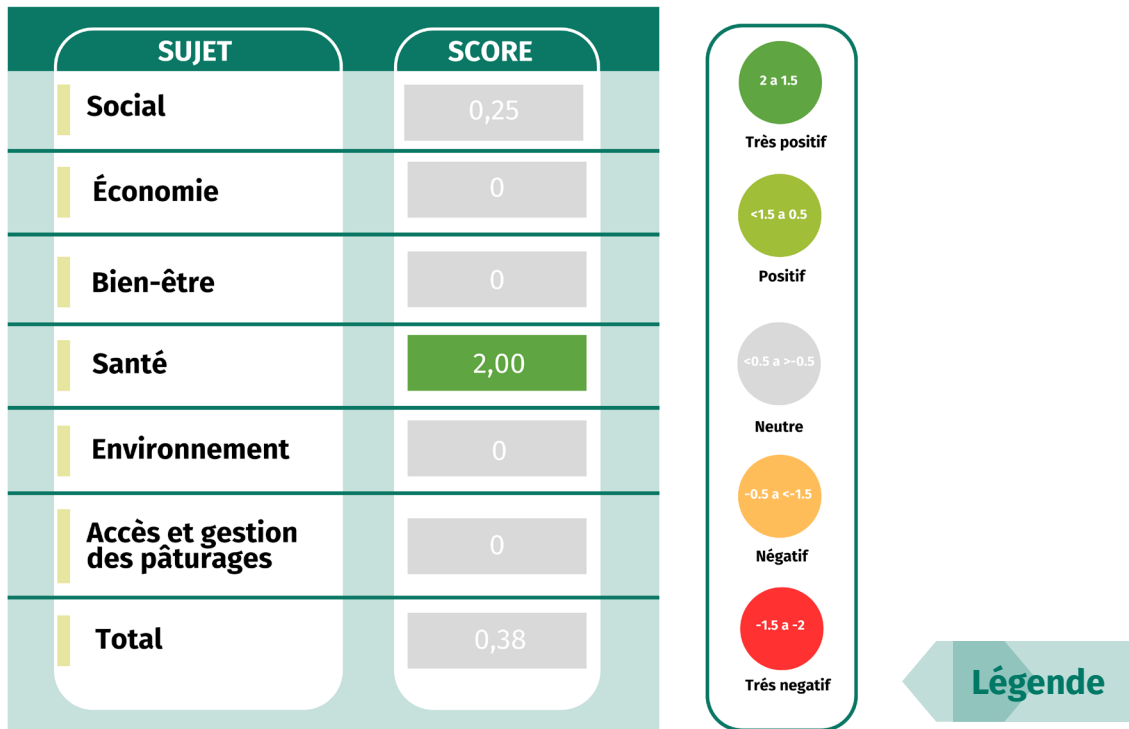 SUJET SCORE
Social 0,25
Économie 0
Bien-être 0
Santé 2,00
Environnement 0
Accès et gestion
des pâturages 0
Total 0,38
2 a 1.5
Très positif
<1.5 a 0.5
Positif
<0.5 a >-0.5
Neutre
-0.5 a <-1.5
Négatif
-1.5 a -2
Trés negatif
Légende